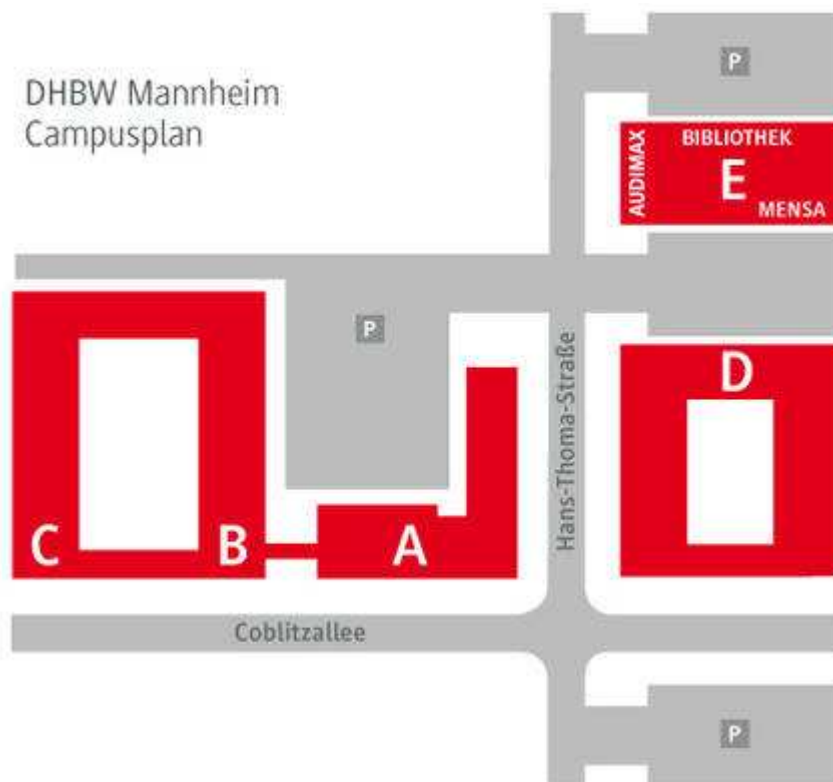 DHBW Mannheim
Campusplan
P
AUDIMAX
BIBLIOTHEK
E
MENSA
P
Hans-Thoma-Straße
D
C
B
A
Coblitzallee
P